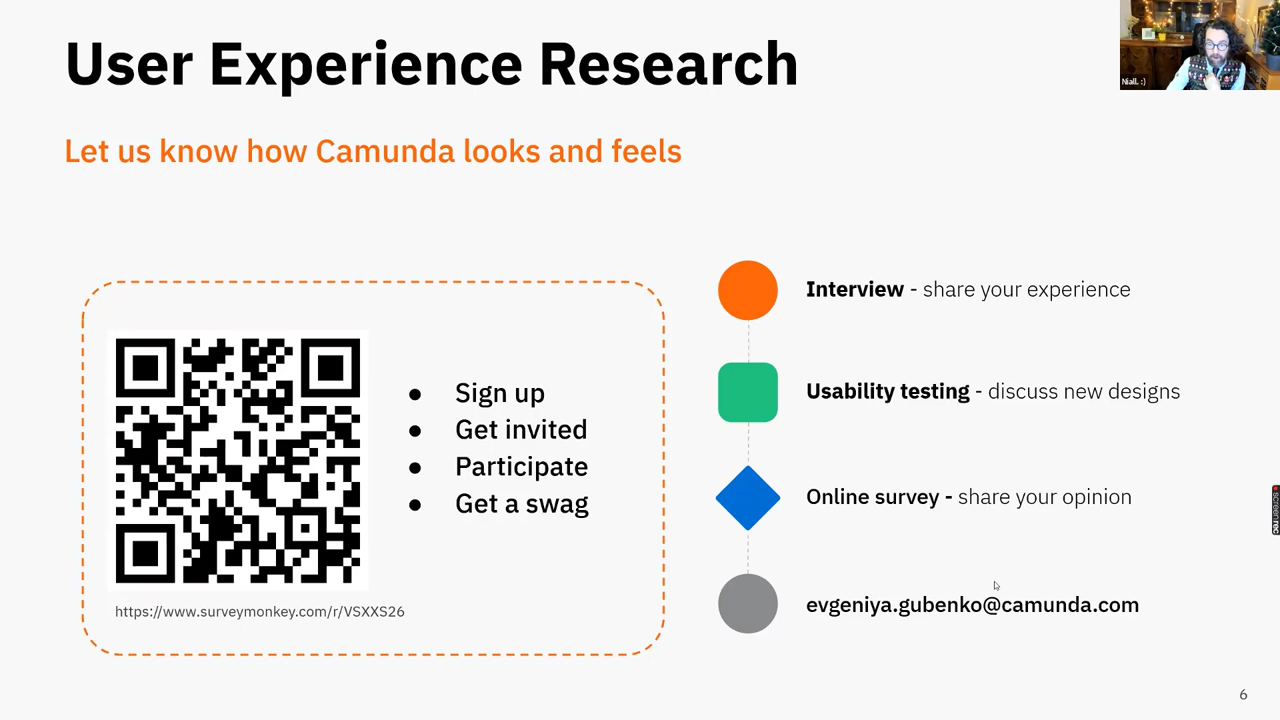 User Experience Research
Let us know how Camunda looks and feels
Niall. :)
● Sign up
● Get invited
● Participate
● Get a swag
https://www.surveymonkey.com/r/VSXXS26
Interview - share your experience
Usability testing - discuss new designs
Online survey - share your opinion
evgeniya.gubenko@camunda.com
screenrec
6